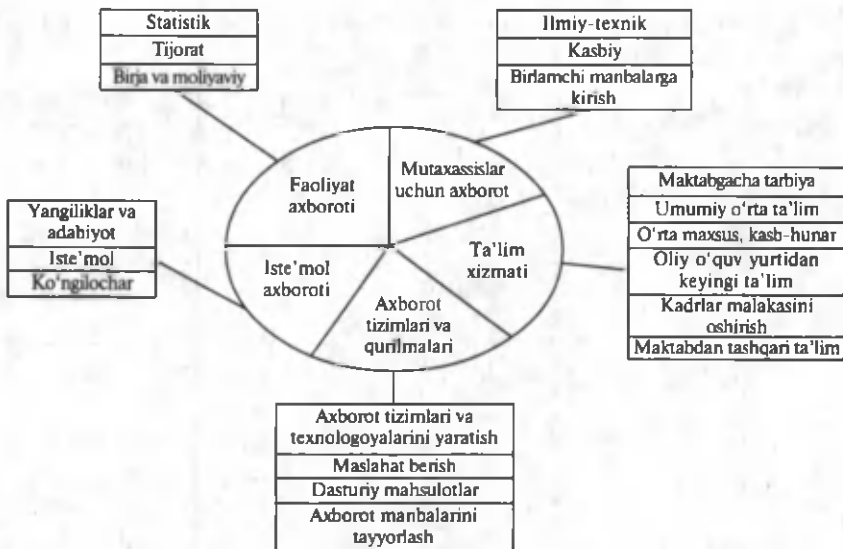 Statistik
Tijorat
Birja va moliyaviy
Ilmiy-texnik
Kasbiy
Birlamchi manbalarga
kirish
Faoliyat
axboroti
Mutaxassislar
uchun axborot
Yangiliklar va
adabiyot
Iste'mol
Ko'ngilochar
Iste'mol
axboroti
Axborot
tizimlari va
qurilmalari
Ta'lim
xizmati
Maktabgacha tarbiya
Umumiy o'rta ta'lim
O'rta maxsus, kasb-hunar
Oliy o'quv yurtidan
keyingi ta'lim
Kadrlar malakasini
oshirish
Maktabdan tashqari ta'lim
Axborot tizimlari va
texnologoyalarini yaratish
Maslahat berish
Dasturiy mahsulotlar
Axborot manbalarini
tayyorlash